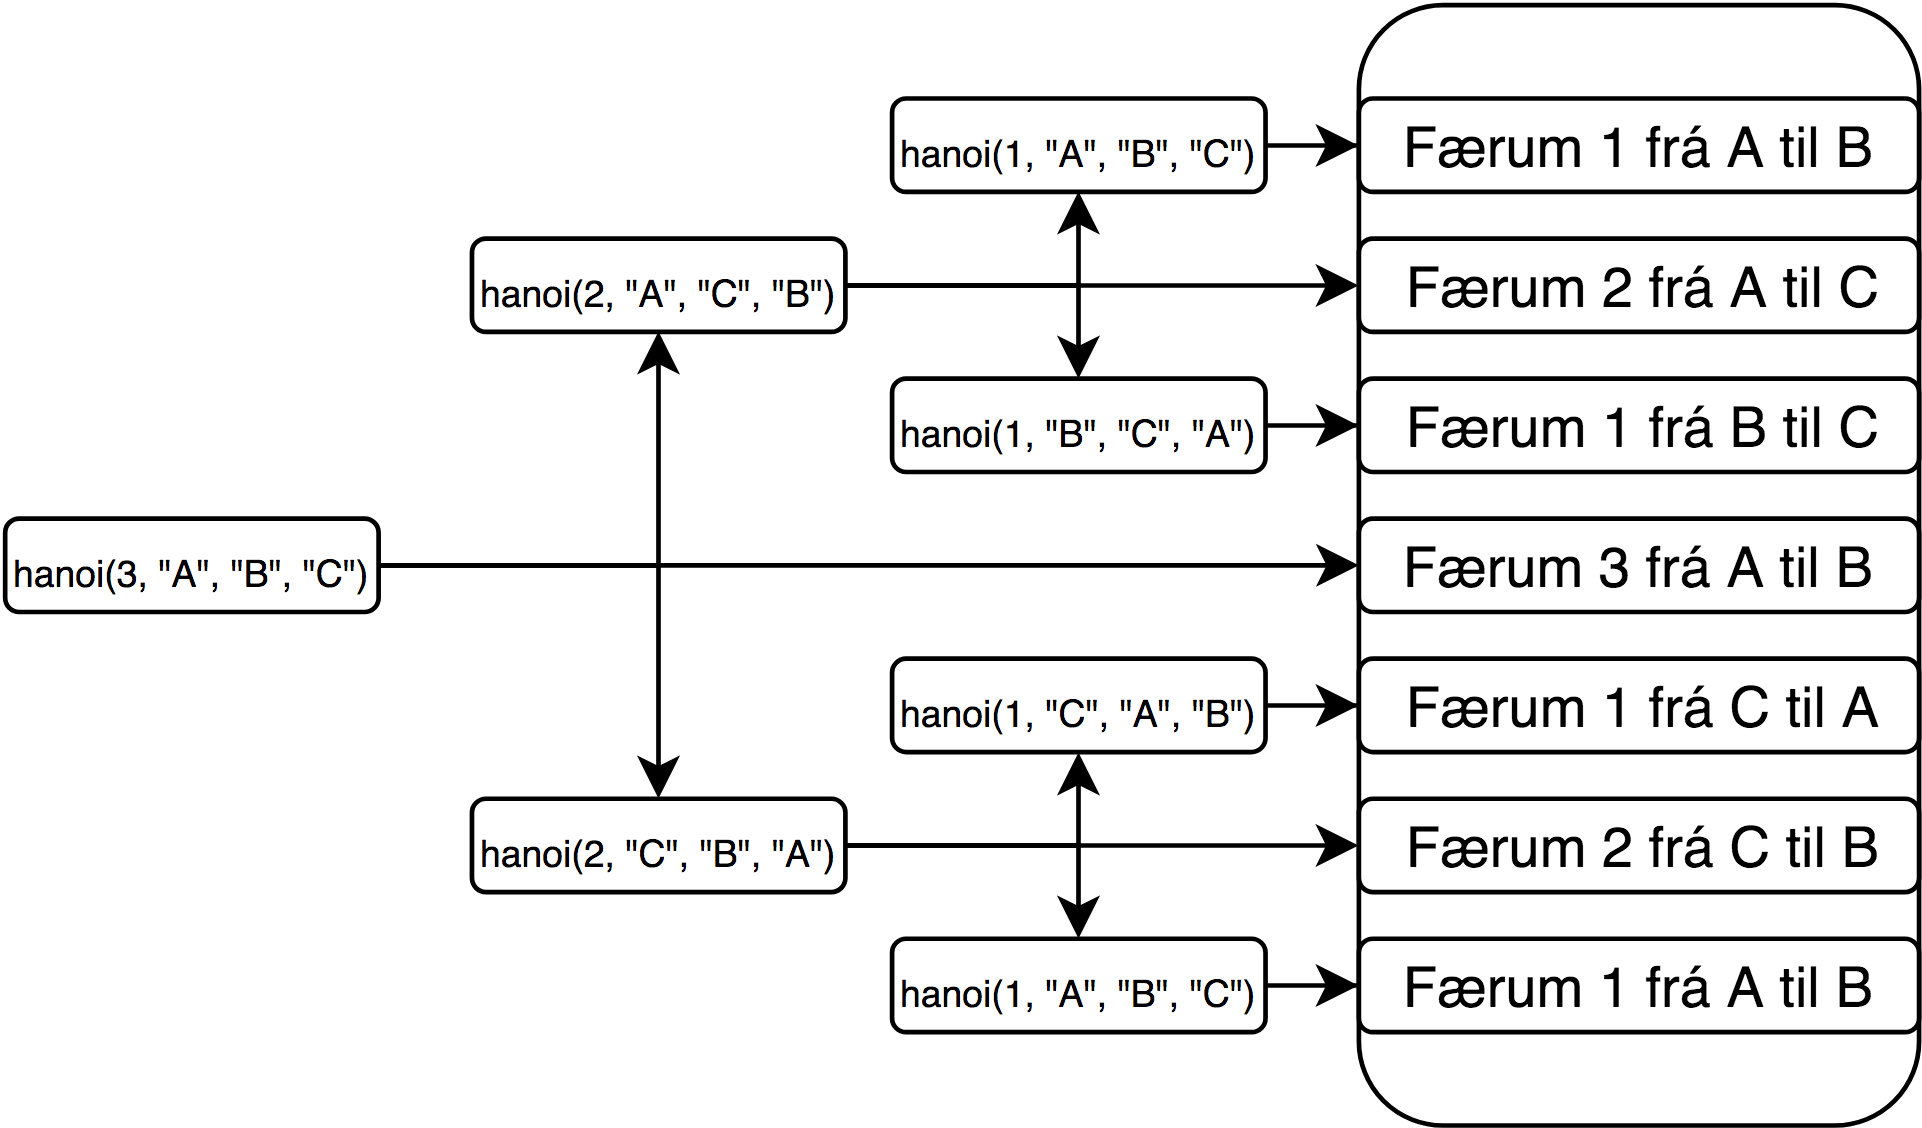 hanoi(1, "A", "B", "C")
Færum 1 frá A til B
hanoi(2, "A", "C", "B")
Færum 2 frá A til C
hanoi(1, "B", "C", "A")
Færum 1 frá B til C
hanoi(3, "A", "B", "C")
Færum 3 frá A til B
hanoi(1, "C", "A", "B")
Færum 1 frá C til A
hanoi(2, "C", "B", "A")
Færum 2 frá C til B
hanoi(1, "A", "B", "C")
Færum 1 frá A til B